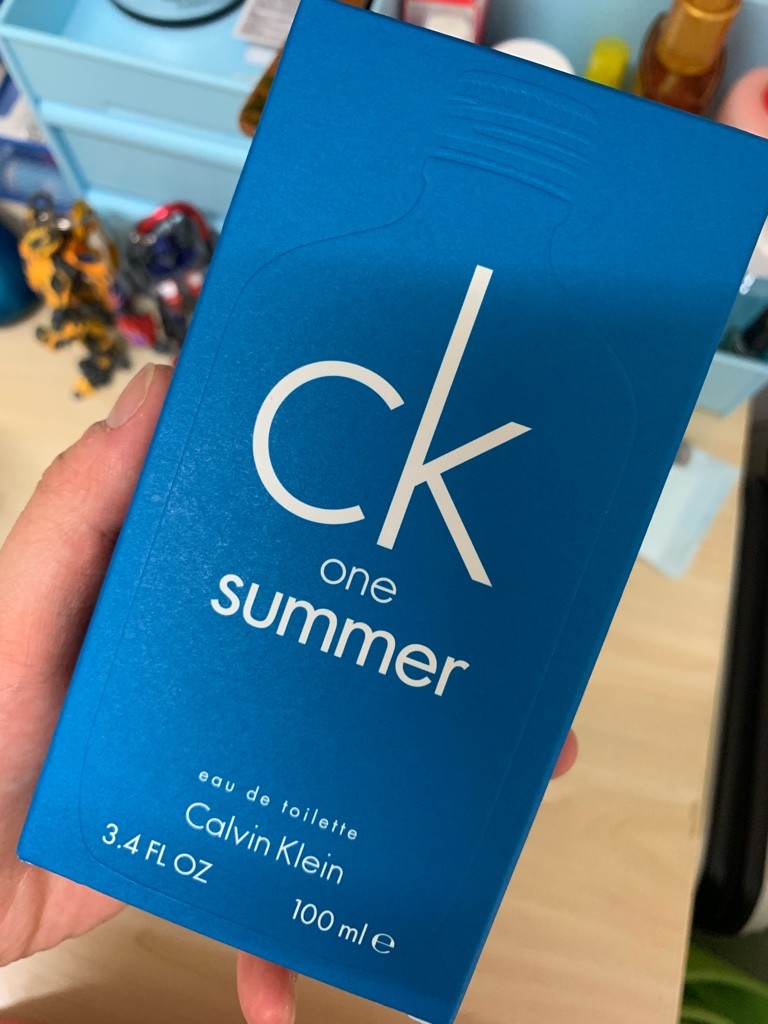 ck
one
summer
eau de toilette
Calvin Klein
3.4 FL OZ
100 ml ℮